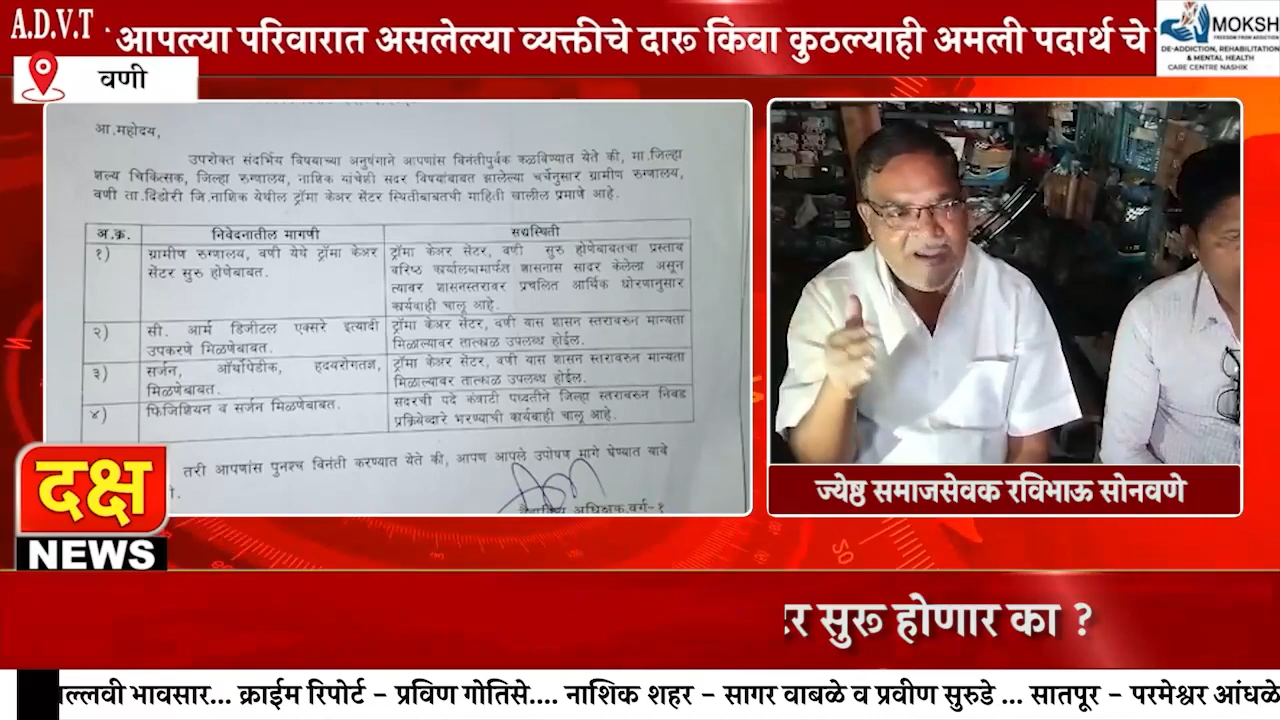 A.D.V.T
आपल्या परिवारात असलेल्या व्यक्तीचे दारू किंवा कुठल्याही अमली पदार्थ चे
MOKSH
FREEDOM FROM ADDICTION
DE-ADDICTION, REHABILITATION
& MENTAL HEALTH
CARE CENTRE NASHIK
वणी
आ.महोदय,
उपरोक्त संदर्भिय विषयाच्या अनुषंगाने आपणांस विनंतीपुर्वक कळविण्यात येते की, मा.जिल्हा
शल्य चिकित्सक, जिल्हा रुग्णालय, नाशिक यांचेशी सदर विषयांबाबत झालेल्या चर्चेनुसार ग्रामीण रुग्णालय,
वणी ता.दिंडोरी जि.नाशिक येथील ट्रॉमा केअर सेंटर स्थितीबाबतची माहिती खालील प्रमाणे आहे.
अ.क्र. निवेदनातील मागणी सद्यस्थिती
१) ग्रामीण रुग्णालय, वणी येथे ट्रॉमा केअर सेंटर सुरु होणेबाबत.
ट्रॉमा केअर सेंटर, वणी सुरु होणेबाबतचा प्रस्ताव
वरिष्ठ कार्यालयामार्फत शासनास सादर केलेला असून
त्यावर शासनस्तरावर प्रचलित आर्थिक धोरणानुसार
कार्यवाही चालू आहे.
२) सी. आर्म डिजीटल एक्सरे इत्यादी
उपकरणे मिळणेबाबत.
ट्रॉमा केअर सेंटर, वणी यास शासन स्तरावरुन मान्यता
मिळाल्यावर तात्काळ उपलब्ध होईल.
३) सर्जन, ऑर्थोपेडीक, हृदयरोगतज्ञ,
मिळणेबाबत.
ट्रॉमा केअर सेंटर, वणी यास शासन स्तरावरुन मान्यता
मिळाल्यावर तात्काळ उपलब्ध होईल.
४) फिजिशियन व सर्जन मिळणेबाबत.
सदरची पदे कंत्राटी पध्दतीने जिल्हा स्तरावरुन निवड
प्रक्रियेव्दारे भरण्याची कार्यवाही चालू आहे.
तरी आपणांस पुनश्च विनंती करण्यात येते की, आपण आपले उपोषण मागे घेण्यात यावे
अधिक्षक,वर्ग-१
ज्येष्ठ समाजसेवक रविभाऊ सोनवणे
दक्ष
NEWS
सुरू होणार का ?
ल्लवी भावसार... क्राईम रिपोर्ट – प्रविण गोतिसे.... नाशिक शहर – सागर वाबळे व प्रवीण सुरुडे ... सातपूर – परमेश्वर आंधळे